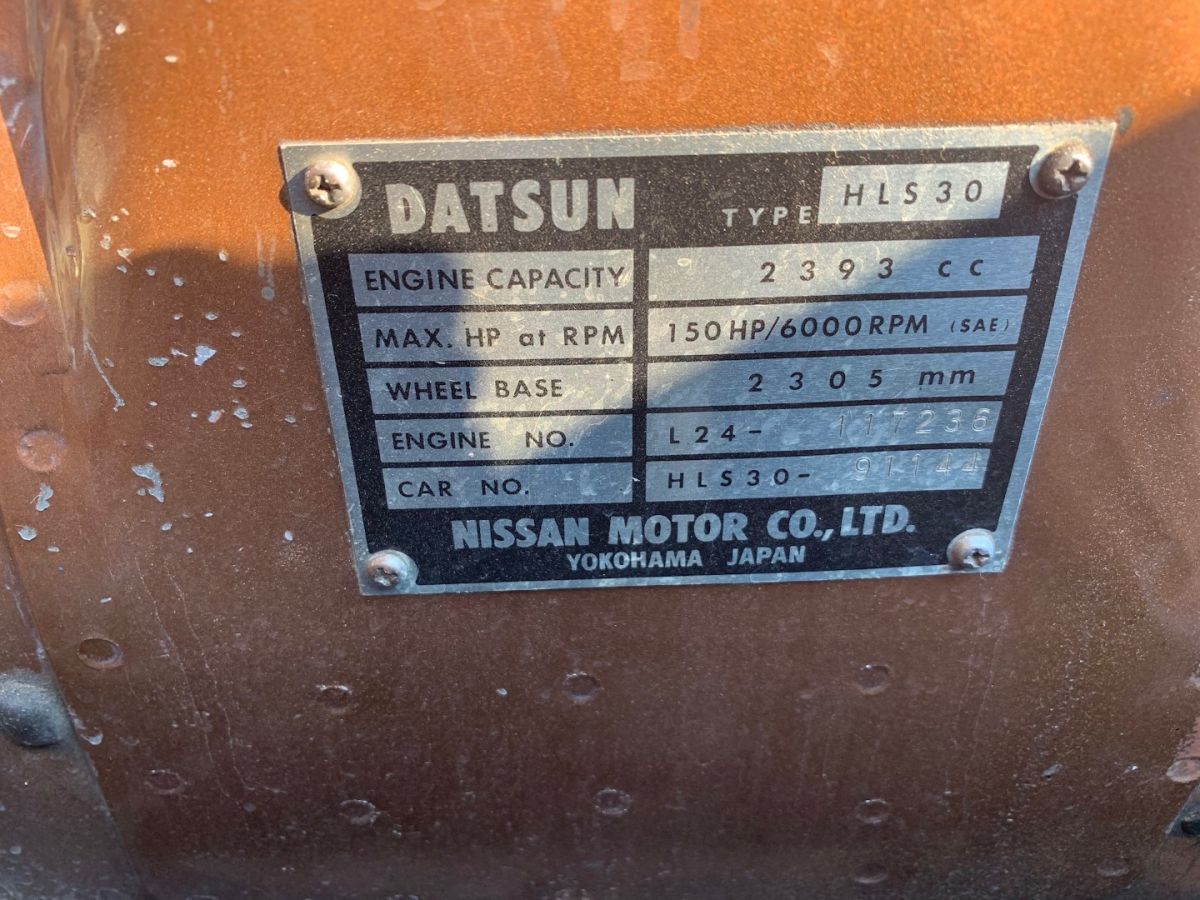 DATSUN TYPE HLS30
ENGINE CAPACITY 2393 CC
MAX. HP at RPM 150HP/6000RPM (SAE)
WHEEL BASE 2305 mm
ENGINE NO. L24- 117236
CAR NO. HLS30- 91144
NISSAN MOTOR CO., LTD.
YOKOHAMA JAPAN